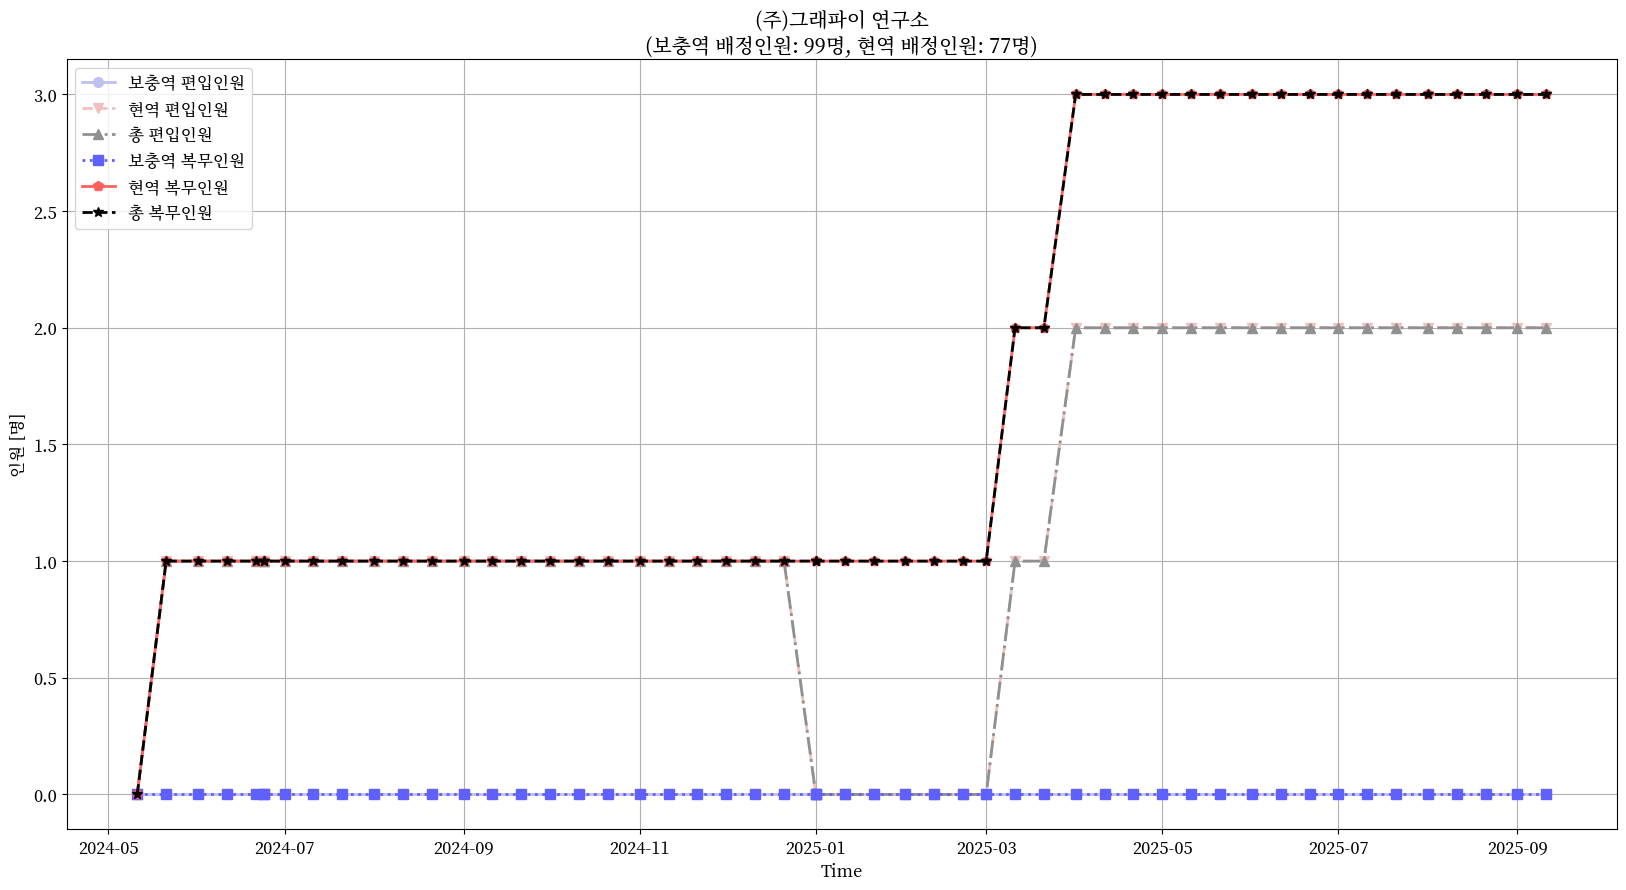 (주)그래파이 연구소
(보충역 배정인원: 99명, 현역 배정인원: 77명)
보충역 편입인원
현역 편입인원
총 편입인원
보충역 복무인원
현역 복무인원
총 복무인원
3.0
2.5
2.0
1.5
1.0
0.5
0.0
인원 [명]
2024-05 2024-07 2024-09 2024-11 2025-01 2025-03 2025-05 2025-07 2025-09
Time